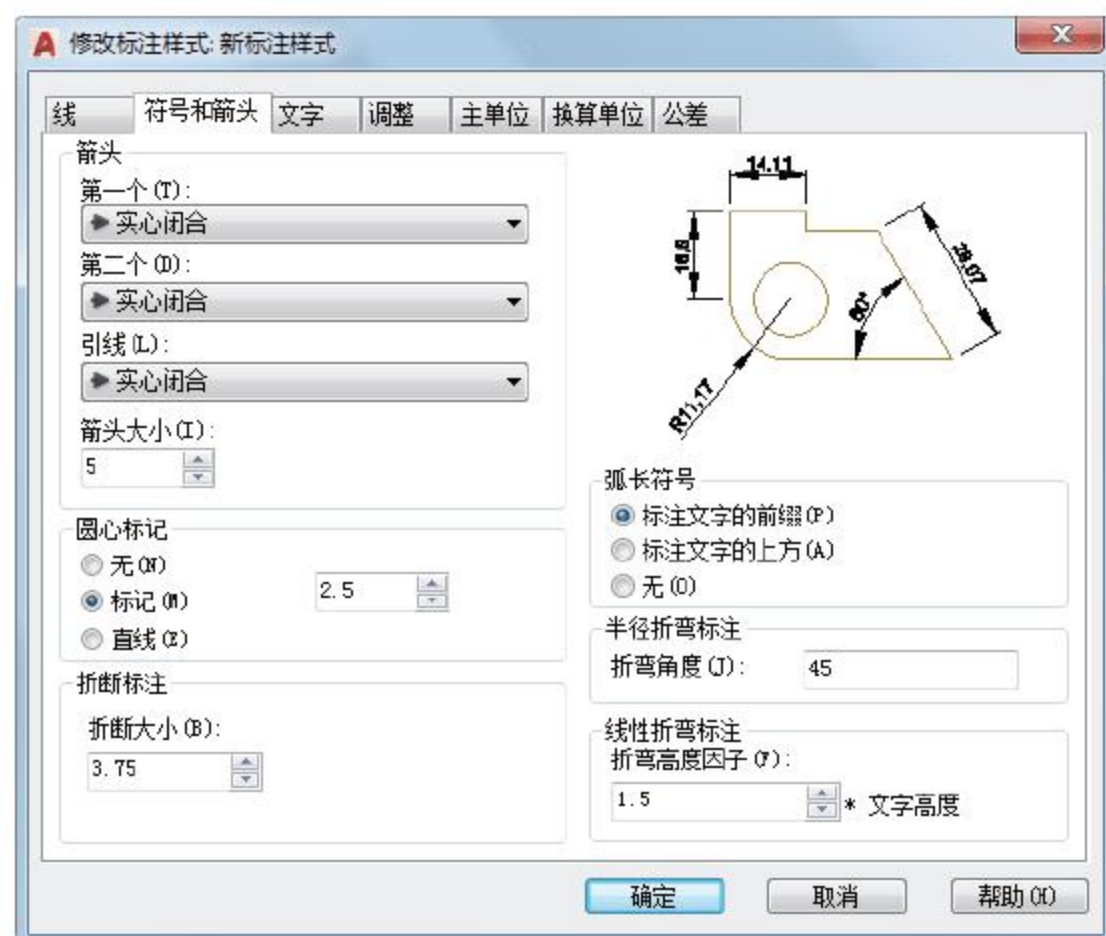 修改标注样式: 新标注样式
线 符号和箭头 文字 调整 主单位 换算单位 公差
箭头
第一个(T):
实心闭合
第二个(D):
实心闭合
引线(L):
实心闭合
箭头大小(I):
5
圆心标记
无(N)
标记(M)
2.5
直线(E)
折断标注
折断大小(B):
3.75
14.11
16,6
28,07
60°
R11,17
弧长符号
标注文字的前缀(P)
标注文字的上方(A)
无(O)
半径折弯标注
折弯角度(J):
45
线性折弯标注
折弯高度因子(F):
1.5
* 文字高度
确定 取消 帮助(H)